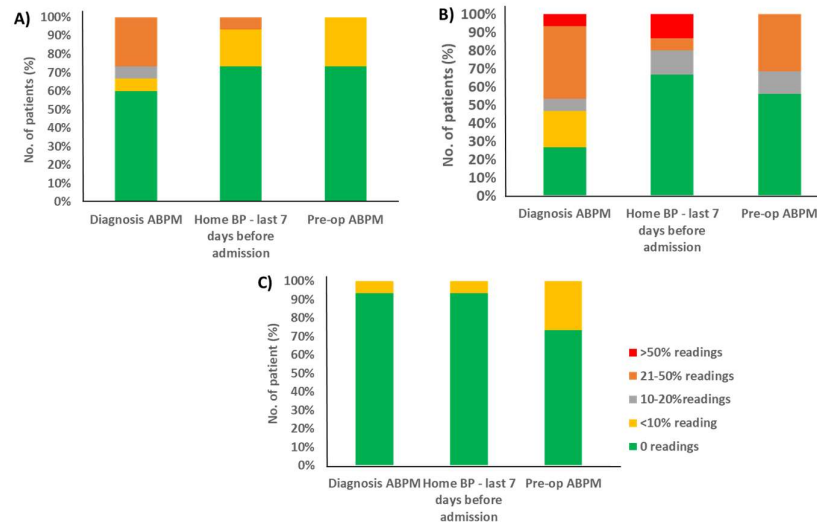 A)
No. of patients (%)
100%
90%
80%
70%
60%
50%
40%
30%
20%
10%
0%
Diagnosis ABPM
Home BP - last 7
days before
admission
Pre-op ABPM
B)
No. of patients (%)
100%
90%
80%
70%
60%
50%
40%
30%
20%
10%
0%
Diagnosis ABPM
Home BP - last 7
days before
admission
Pre-op ABPM
C)
No. of patient (%)
100%
90%
80%
70%
60%
50%
40%
30%
20%
10%
0%
Diagnosis ABPM
Home BP - last 7
days before
admission
Pre-op ABPM
>50% readings
21-50% readings
10-20%readings
<10% reading
0 readings